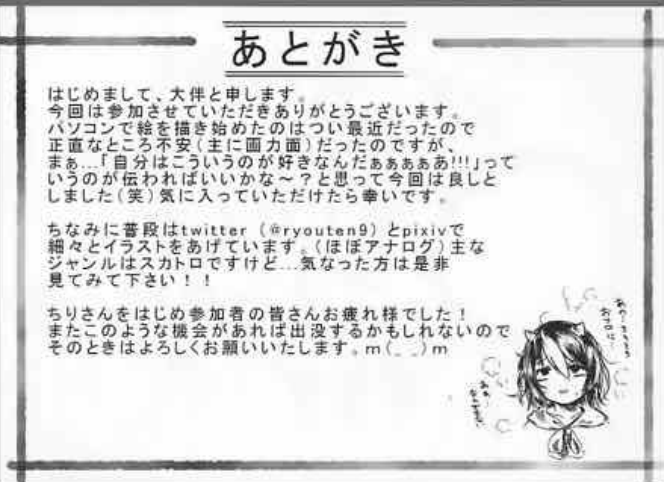 あとがき
はじめまして、大伴と申します。
今回は参加させていただきありがとうございます。
パソコンで絵を描き始めたのはつい最近だったので
正直なところ不安（主に画力面）だったのですが、
まぁ…「自分はこういうのが好きなんだぁぁぁぁあ!!!」って
いうのが伝わればいいかな～？と思って今回は良しと
しました（笑）気に入っていただけたら幸いです。
ちなみに普段はtwitter（@ryouten9）とpixivで
細々とイラストをあげています。（ほぼアナログ）主な
ジャンルはスカトロですけど…気なった方は是非
見てみて下さい！！
ちりさんをはじめ参加者の皆さんお疲れ様でした！
またこのような機会があれば出没するかもしれないので
そのときはよろしくお願いいたします。m(_ _)m